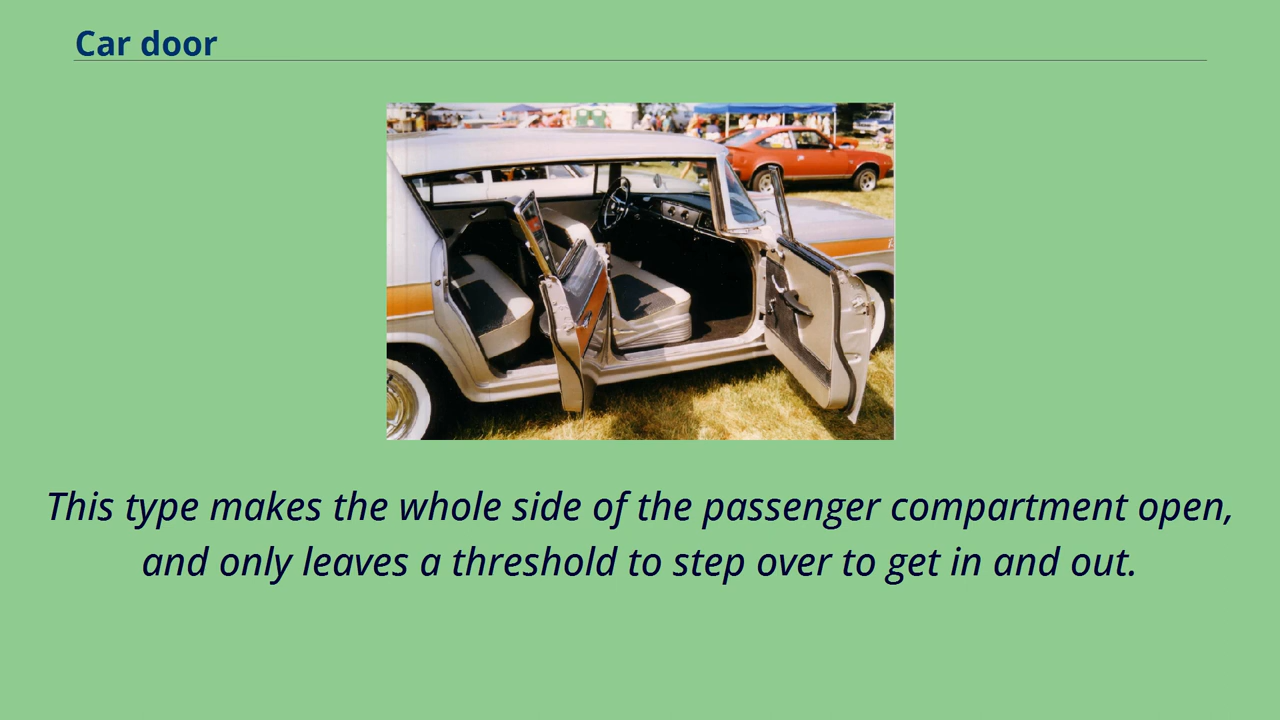 Car door
This type makes the whole side of the passenger compartment open,
and only leaves a threshold to step over to get in and out.